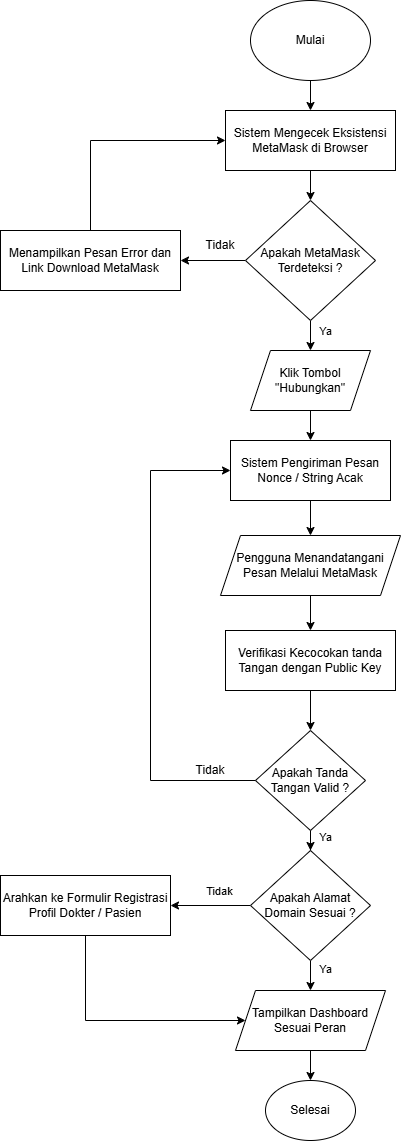 Mulai
Sistem Mengecek Eksistensi
MetaMask di Browser
Apakah MetaMask
Terdeteksi ?
Tidak
Menampilkan Pesan Error dan
Link Download MetaMask
Ya
Klik Tombol
"Hubungkan"
Sistem Pengiriman Pesan
Nonce / String Acak
Pengguna Menandatangani
Pesan Melalui MetaMask
Verifikasi Kecocokan tanda
Tangan dengan Public Key
Apakah Tanda
Tangan Valid ?
Tidak
Ya
Apakah Alamat
Domain Sesuai ?
Tidak
Arahkan ke Formulir Registrasi
Profil Dokter / Pasien
Ya
Tampilkan Dashboard
Sesuai Peran
Selesai